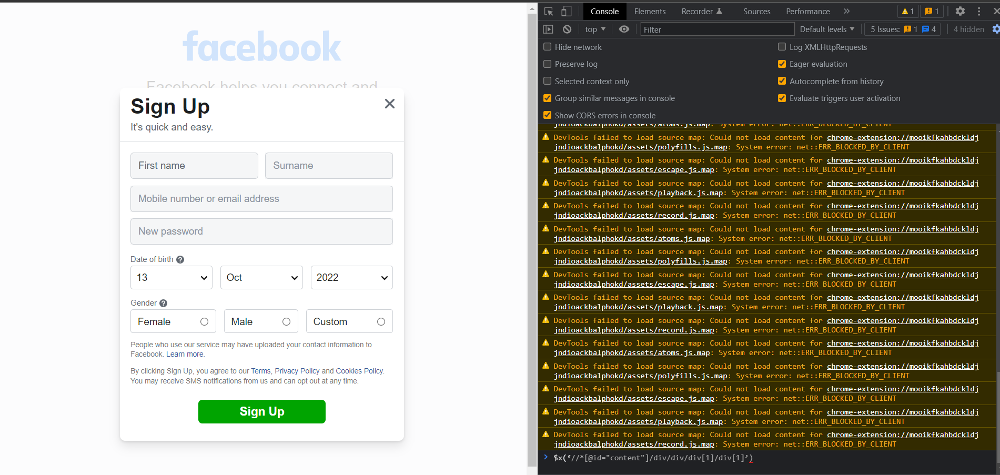 facebook
Facebook helps you connect and
Sign Up
It's quick and easy.
First name
Surname
Mobile number or email address
New password
Date of birth ?
13
Oct
2022
Gender ?
Female
Male
Custom
People who use our service may have uploaded your contact information to
Facebook. Learn more.
By clicking Sign Up, you agree to our Terms, Privacy Policy and Cookies Policy.
You may receive SMS notifications from us and can opt out at any time.
Sign Up
Console Elements Recorder Sources Performance 1 1
top Filter Default levels 5 Issues: 1 4 4 hidden
Hide network
Log XMLHttpRequests
Preserve log
Eager evaluation
Selected context only
Autocomplete from history
Group similar messages in console
Evaluate triggers user activation
Show CORS errors in console
jndioackbalphokd/assets/atoms.js.map: System error: net::ERR_BLOCKED_BY_CLIENT
DevTools failed to load source map: Could not load content for chrome-extension://mooikfkahbdckldj
jndioackbalphokd/assets/polyfills.js.map: System error: net::ERR_BLOCKED_BY_CLIENT
DevTools failed to load source map: Could not load content for chrome-extension://mooikfkahbdckldj
jndioackbalphokd/assets/escape.js.map: System error: net::ERR_BLOCKED_BY_CLIENT
DevTools failed to load source map: Could not load content for chrome-extension://mooikfkahbdckldj
jndioackbalphokd/assets/playback.js.map: System error: net::ERR_BLOCKED_BY_CLIENT
DevTools failed to load source map: Could not load content for chrome-extension://mooikfkahbdckldj
jndioackbalphokd/assets/record.js.map: System error: net::ERR_BLOCKED_BY_CLIENT
DevTools failed to load source map: Could not load content for chrome-extension://mooikfkahbdckldj
jndioackbalphokd/assets/atoms.js.map: System error: net::ERR_BLOCKED_BY_CLIENT
DevTools failed to load source map: Could not load content for chrome-extension://mooikfkahbdckldj
jndioackbalphokd/assets/polyfills.js.map: System error: net::ERR_BLOCKED_BY_CLIENT
DevTools failed to load source map: Could not load content for chrome-extension://mooikfkahbdckldj
jndioackbalphokd/assets/escape.js.map: System error: net::ERR_BLOCKED_BY_CLIENT
DevTools failed to load source map: Could not load content for chrome-extension://mooikfkahbdckldj
jndioackbalphokd/assets/playback.js.map: System error: net::ERR_BLOCKED_BY_CLIENT
DevTools failed to load source map: Could not load content for chrome-extension://mooikfkahbdckldj
jndioackbalphokd/assets/record.js.map: System error: net::ERR_BLOCKED_BY_CLIENT
DevTools failed to load source map: Could not load content for chrome-extension://mooikfkahbdckldj
jndioackbalphokd/assets/atoms.js.map: System error: net::ERR_BLOCKED_BY_CLIENT
DevTools failed to load source map: Could not load content for chrome-extension://mooikfkahbdckldj
jndioackbalphokd/assets/polyfills.js.map: System error: net::ERR_BLOCKED_BY_CLIENT
DevTools failed to load source map: Could not load content for chrome-extension://mooikfkahbdckldj
jndioackbalphokd/assets/escape.js.map: System error: net::ERR_BLOCKED_BY_CLIENT
DevTools failed to load source map: Could not load content for chrome-extension://mooikfkahbdckldj
jndioackbalphokd/assets/playback.js.map: System error: net::ERR_BLOCKED_BY_CLIENT
DevTools failed to load source map: Could not load content for chrome-extension://mooikfkahbdckldj
jndioackbalphokd/assets/record.js.map: System error: net::ERR_BLOCKED_BY_CLIENT
$x(‘//*[@id="content"]/div/div/div[1]/div[1]’)